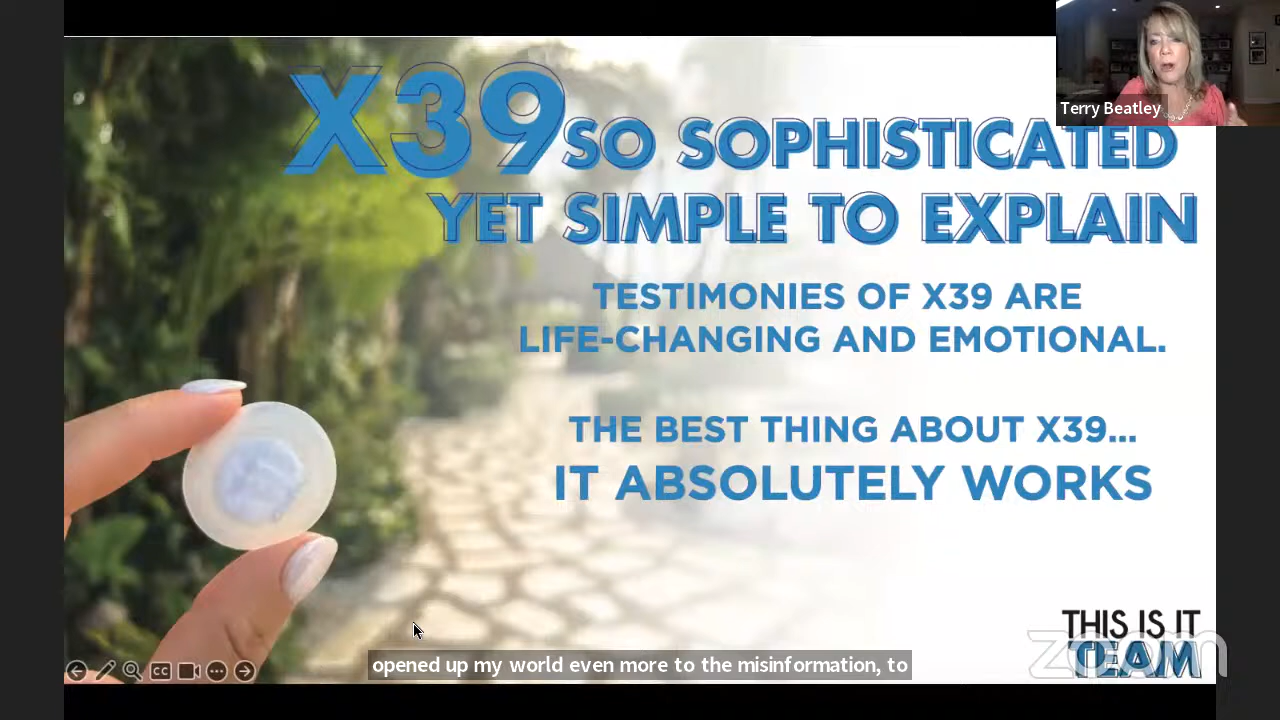 Terry Beatley
X39 SO SOPHISTICATED
YET SIMPLE TO EXPLAIN
TESTIMONIES OF X39 ARE
LIFE-CHANGING AND EMOTIONAL.
THE BEST THING ABOUT X39...
IT ABSOLUTELY WORKS
THIS IS IT
TEAM
zoom
CC
opened up my world even more to the misinformation, to